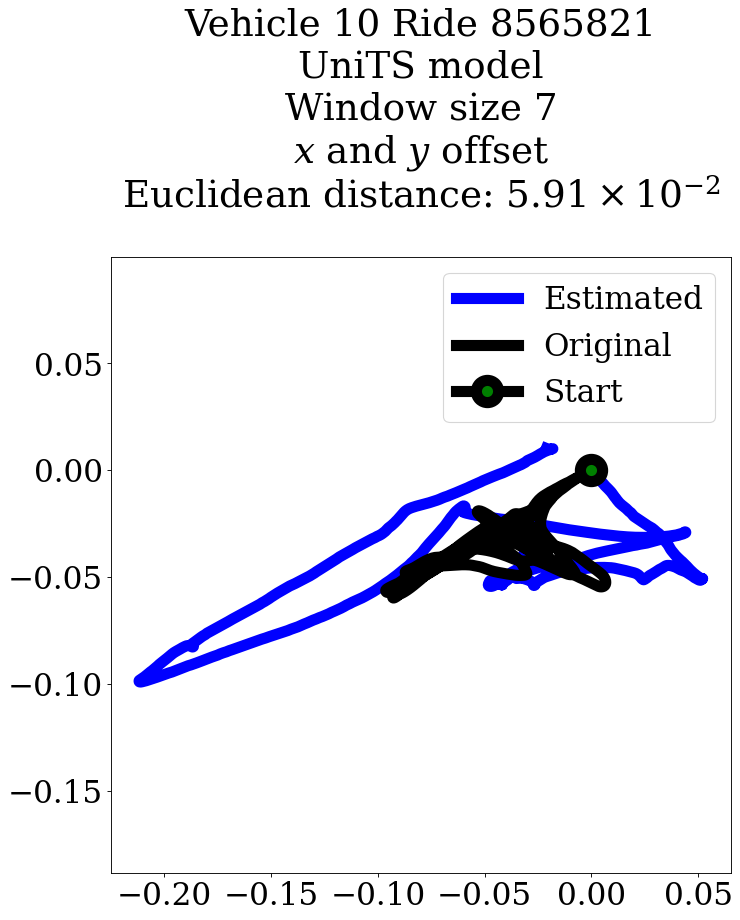 Vehicle 10 Ride 8565821
UniTS model
Window size 7
x and y offset
Euclidean distance: 5.91 × 10⁻²
Estimated
Original
Start
0.05
0.00
−0.05
−0.10
−0.15
−0.20 −0.15 −0.10 −0.05 0.00 0.05